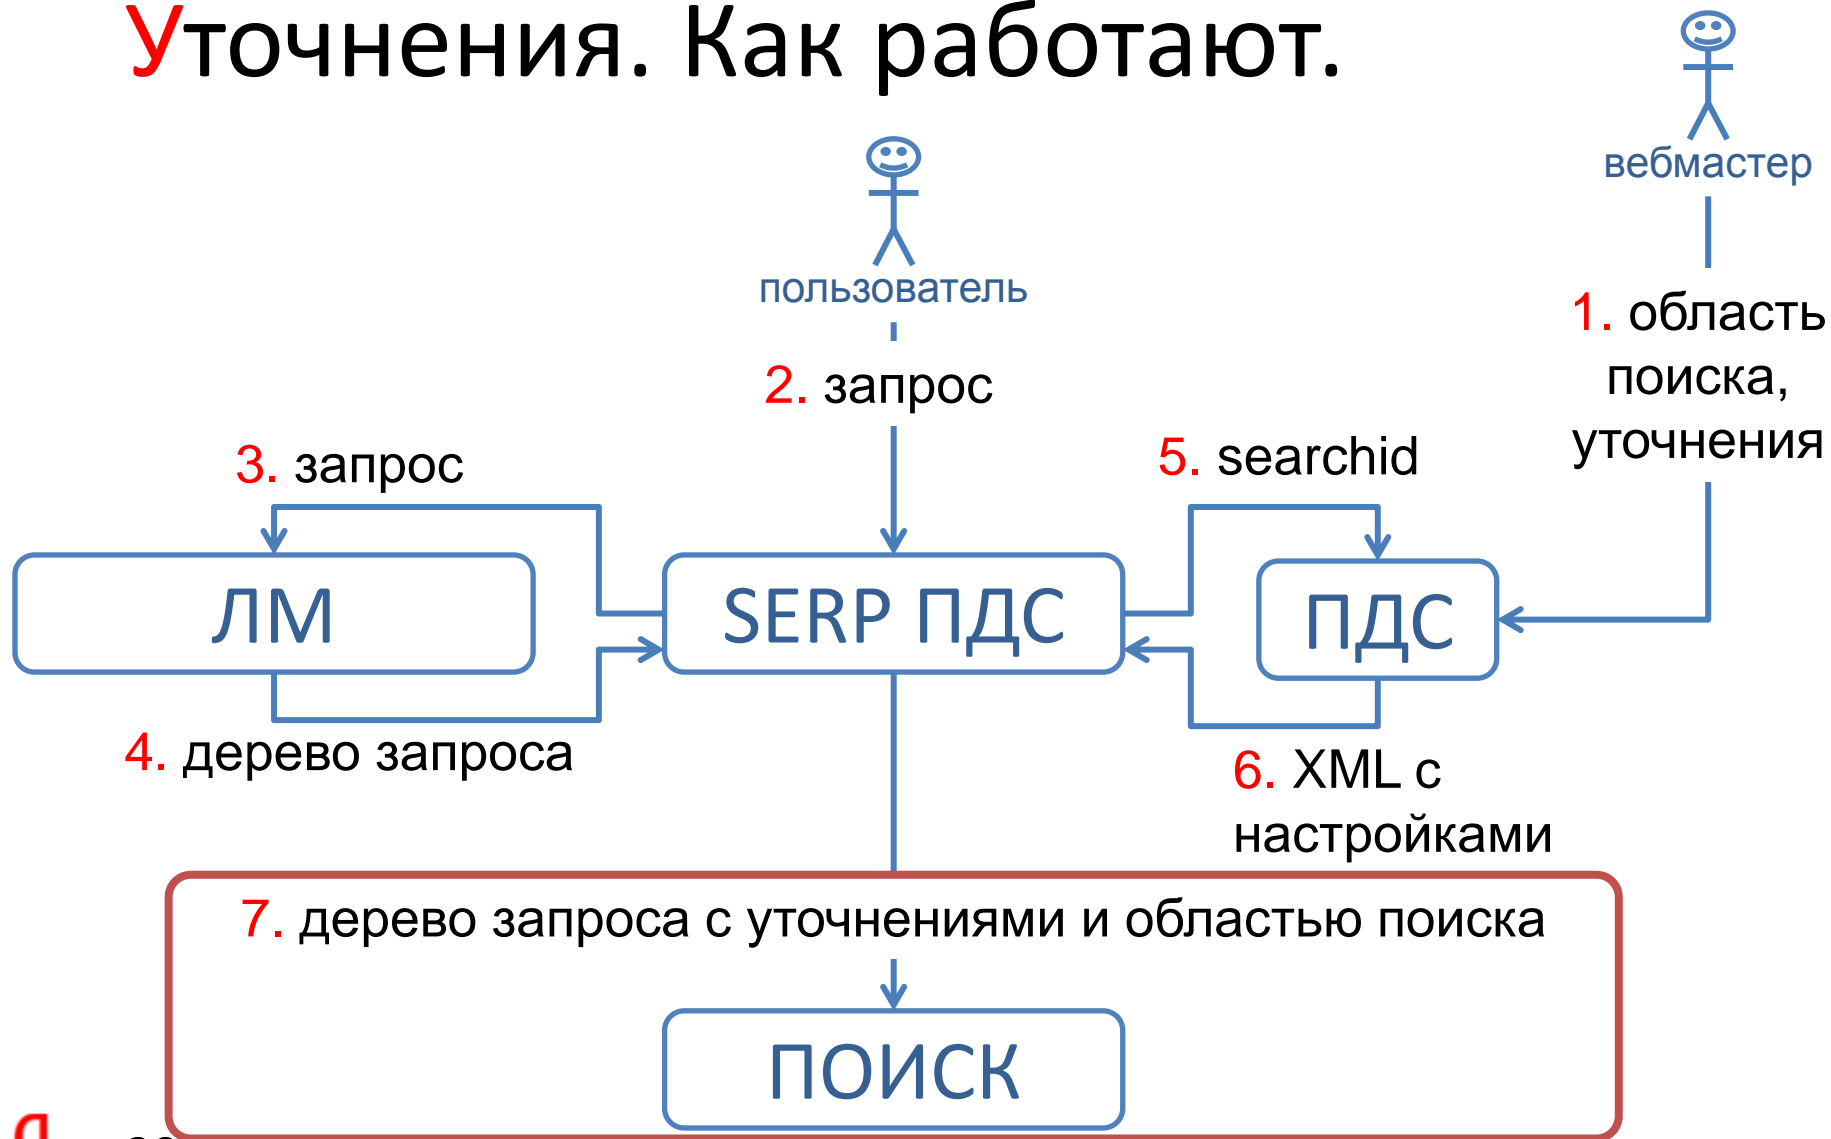 Уточнения. Как работают.
вебмастер
пользователь
1. область
поиска,
уточнения
2. запрос
3. запрос
5. searchid
ЛМ
SERP ПДС
ПДС
4. дерево запроса
6. XML с
настройками
7. дерево запроса с уточнениями и областью поиска
ПОИСК